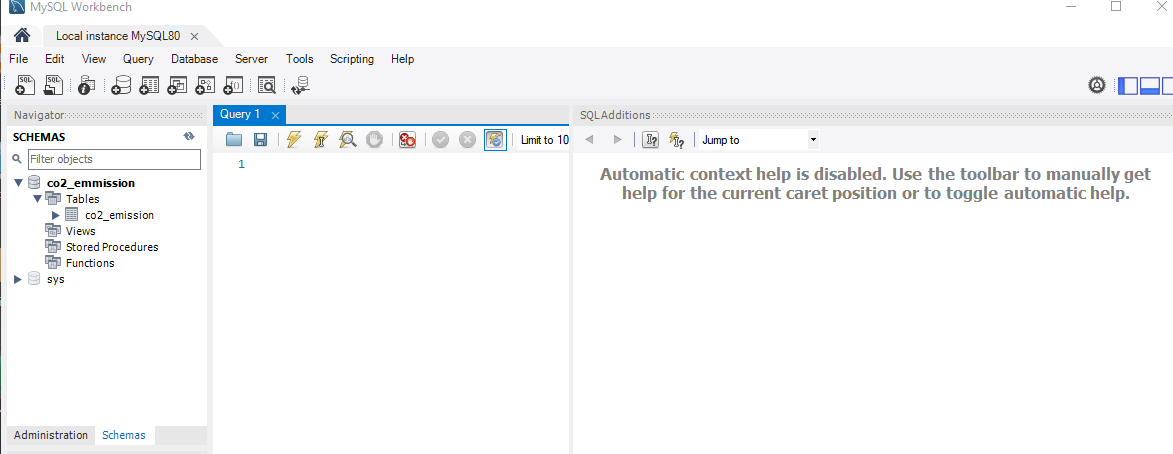 MySQL Workbench
Local instance MySQL80
File Edit View Query Database Server Tools Scripting Help
Navigator
SCHEMAS
Filter objects
co2_emmission
Tables
co2_emission
Views
Stored Procedures
Functions
sys
Administration Schemas
Query 1
Limit to 10
1
SQLAdditions
Jump to
Automatic context help is disabled. Use the toolbar to manually get
help for the current caret position or to toggle automatic help.